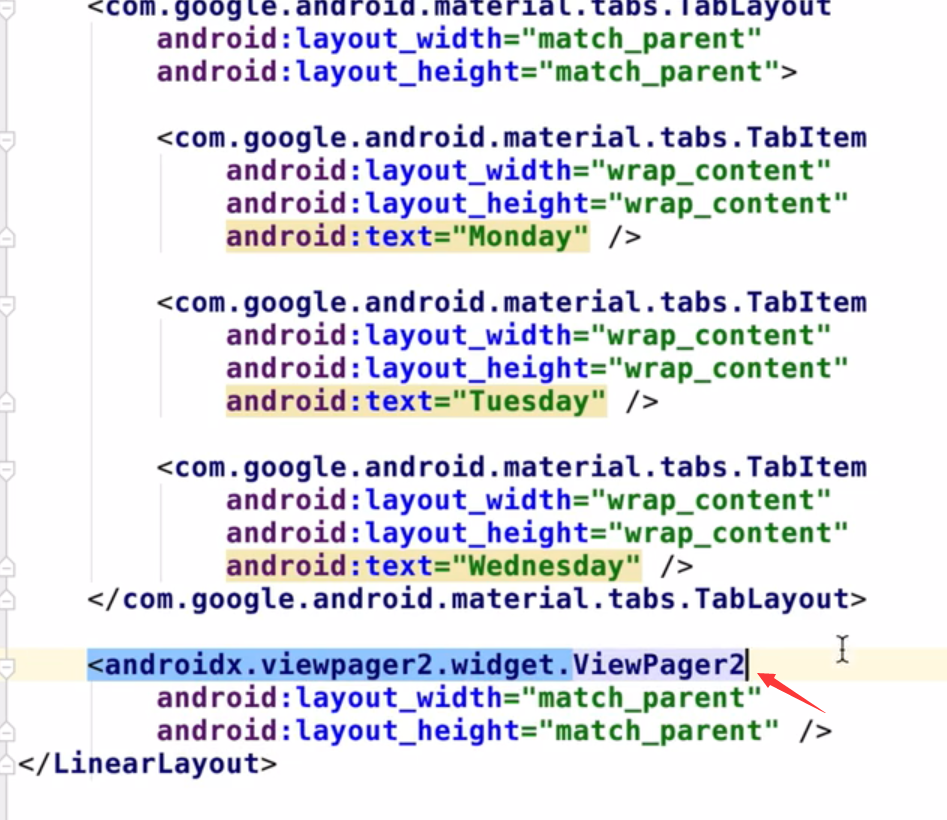 <com.google.android.material.tabs.TabLayout
android:layout_width="match_parent"
android:layout_height="match_parent">
<com.google.android.material.tabs.TabItem
android:layout_width="wrap_content"
android:layout_height="wrap_content"
android:text="Monday" />
<com.google.android.material.tabs.TabItem
android:layout_width="wrap_content"
android:layout_height="wrap_content"
android:text="Tuesday" />
<com.google.android.material.tabs.TabItem
android:layout_width="wrap_content"
android:layout_height="wrap_content"
android:text="Wednesday" />
</com.google.android.material.tabs.TabLayout>
<androidx.viewpager2.widget.ViewPager2
android:layout_width="match_parent"
android:layout_height="match_parent" />
</LinearLayout>